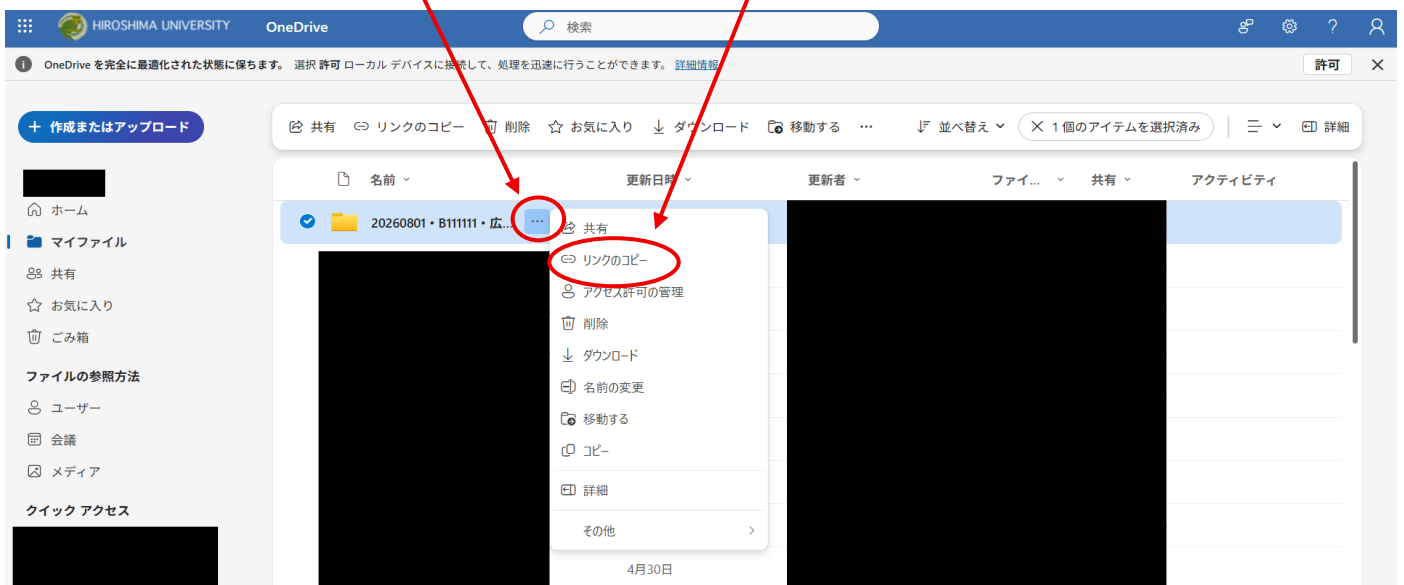 HIROSHIMA UNIVERSITY OneDrive 検索
OneDrive を完全に最適化された状態に保ちます。 選択 許可 ローカル デバイスに接続して、処理を迅速に行うことができます。 詳細情報 許可
作成またはアップロード
共有 リンクのコピー 削除 お気に入り ダウンロード 移動する ... 並べ替え 1 個のアイテムを選択済み 詳細
名前 更新日時 更新者 ファイ... 共有 アクティビティ
ホーム
マイファイル
共有
お気に入り
ごみ箱
ファイルの参照方法
ユーザー
会議
メディア
クイック アクセス
20260801・B111111・広... ...
共有
リンクのコピー
アクセス許可の管理
削除
ダウンロード
名前の変更
移動する
コピー
詳細
その他
4月30日